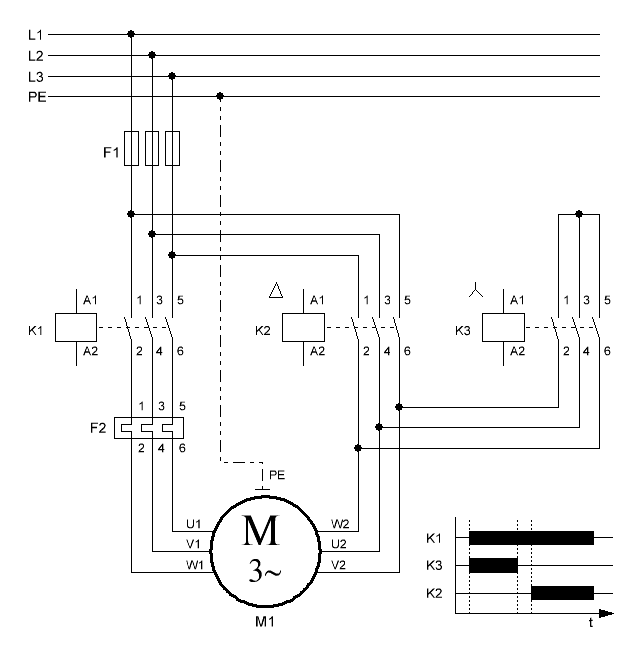 L1
L2
L3
PE
F1
A1 1 3 5 A1 1 3 5 A1 1 3 5
K1 K2 K3
A2 2 4 6 A2 2 4 6 A2 2 4 6
1 3 5
F2
2 4 6
PE
U1 M W2
V1 U2
W1 3~ V2
M1
K1
K3
K2
t